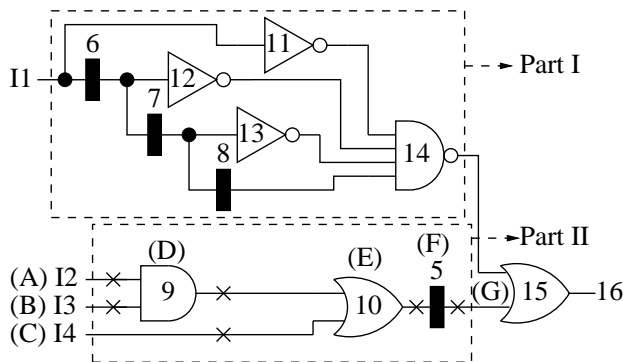 11
6
I1
12
Part I
7
13
8
14
(D)
(E)
(F)
Part II
5
(A) I2
9
(G)
15
16
(B) I3
10
(C) I4